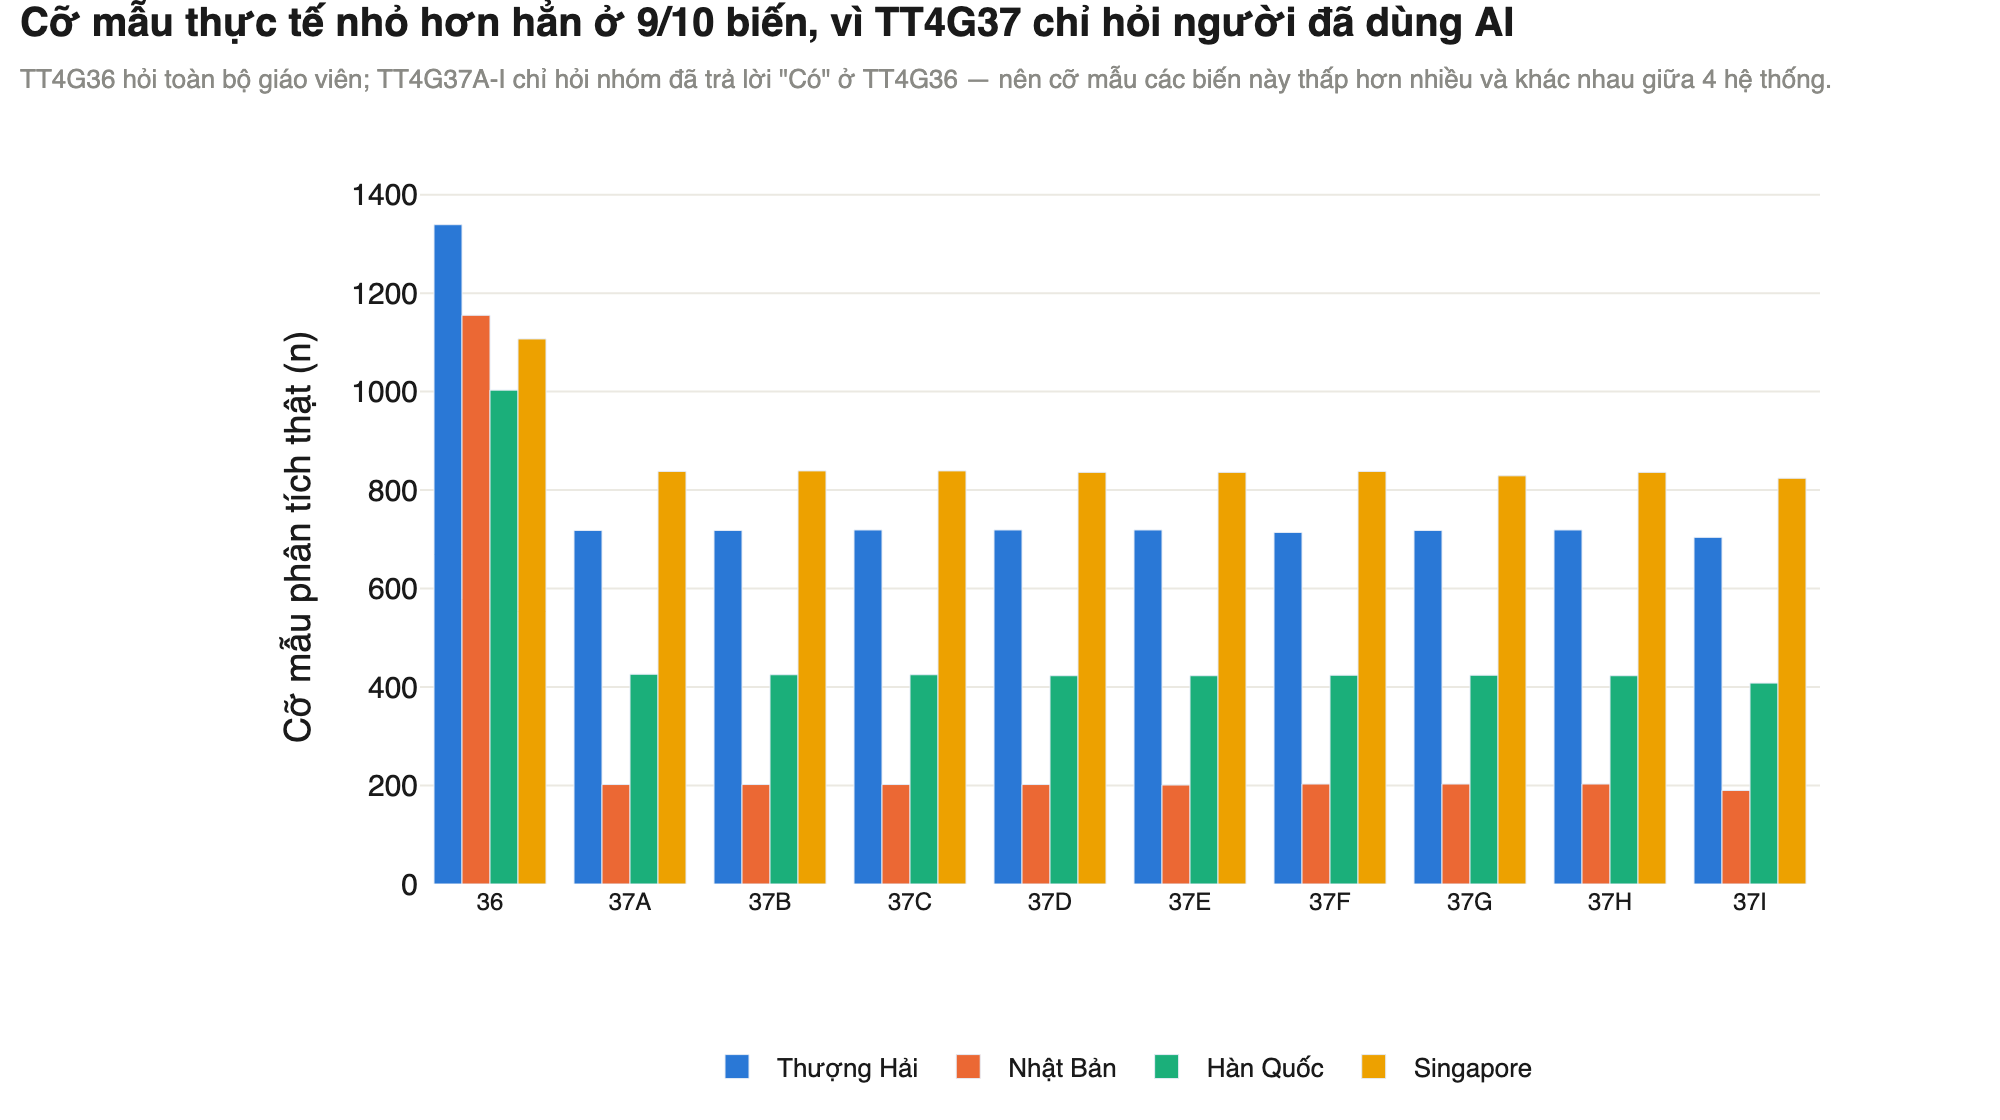 Cỡ mẫu thực tế nhỏ hơn hẳn ở 9/10 biến, vì TT4G37 chỉ hỏi người đã dùng AI
TT4G36 hỏi toàn bộ giáo viên; TT4G37A-I chỉ hỏi nhóm đã trả lời "Có" ở TT4G36 — nên cỡ mẫu các biến này thấp hơn nhiều và khác nhau giữa 4 hệ thống.
Cỡ mẫu phân tích thật (n)
1400
1200
1000
800
600
400
200
0
36 37A 37B 37C 37D 37E 37F 37G 37H 37I
Thượng Hải Nhật Bản Hàn Quốc Singapore